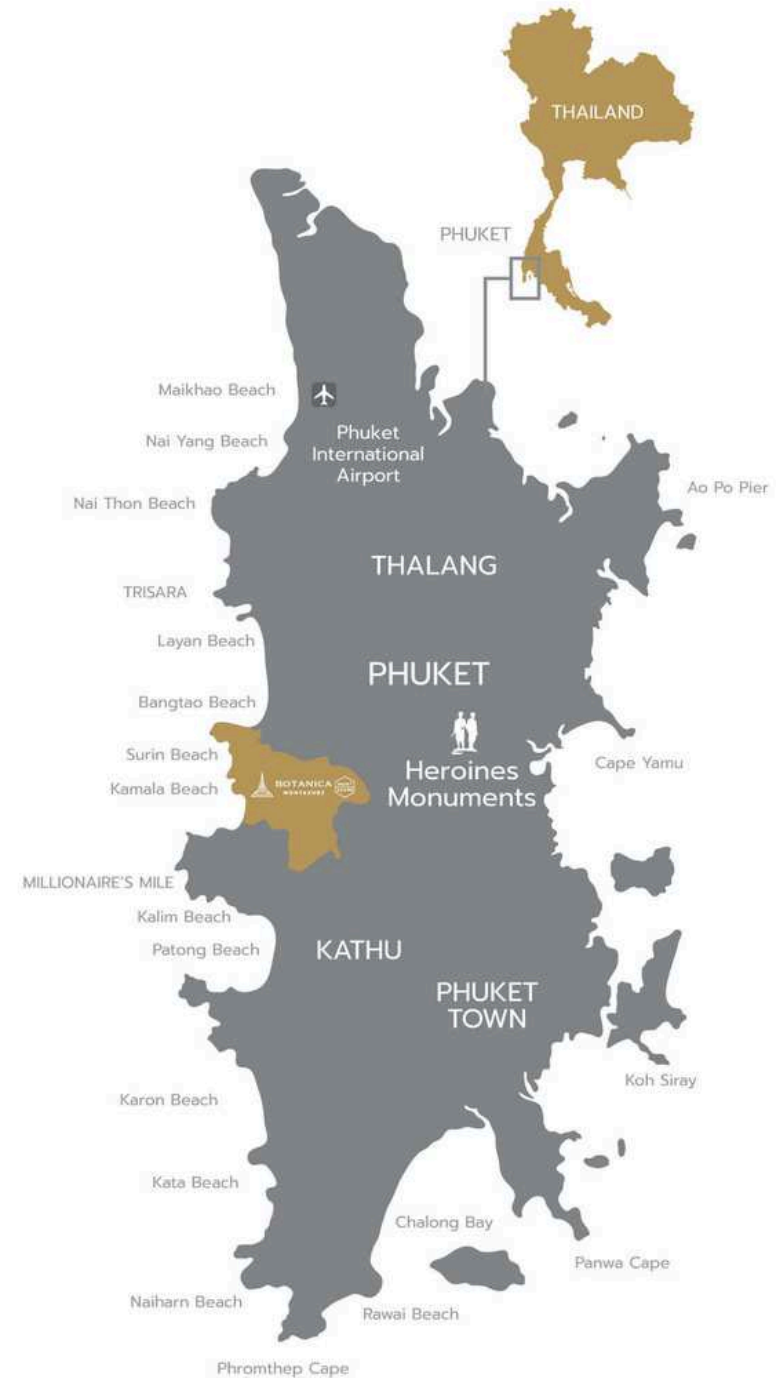 THAILAND
PHUKET
Maikhao Beach
Phuket
International
Airport
Nai Yang Beach
Ao Po Pier
Nai Thon Beach
THALANG
TRISARA
Layan Beach
PHUKET
Bangtao Beach
Surin Beach
Cape Yamu
Heroines
Monuments
Kamala Beach
BOTANICA
MONTAZURE
MILLIONAIRE'S MILE
Kalim Beach
Patong Beach
KATHU
PHUKET
TOWN
Koh Siray
Karon Beach
Kata Beach
Chalong Bay
Panwa Cape
Naiharn Beach
Rawai Beach
Phromthep Cape